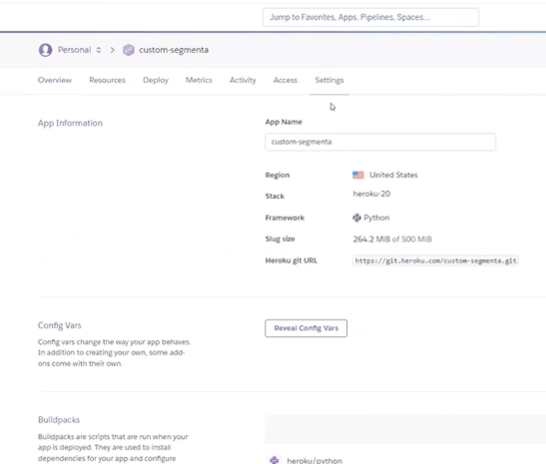 Jump to Favorites, Apps, Pipelines, Spaces...
Personal > custom-segmenta
Overview Resources Deploy Metrics Activity Access Settings
App Information
App Name
custom-segmenta
Region United States
Stack heroku-20
Framework Python
Slug size 264.2 MiB of 500 MiB
Heroku git URL https://git.heroku.com/custom-segmenta.git
Config Vars
Config vars change the way your app behaves.
In addition to creating your own, some add-
ons come with their own.
Reveal Config Vars
Buildpacks
Buildpacks are scripts that are run when your
app is deployed. They are used to install
dependencies for your app and configure
heroku/python